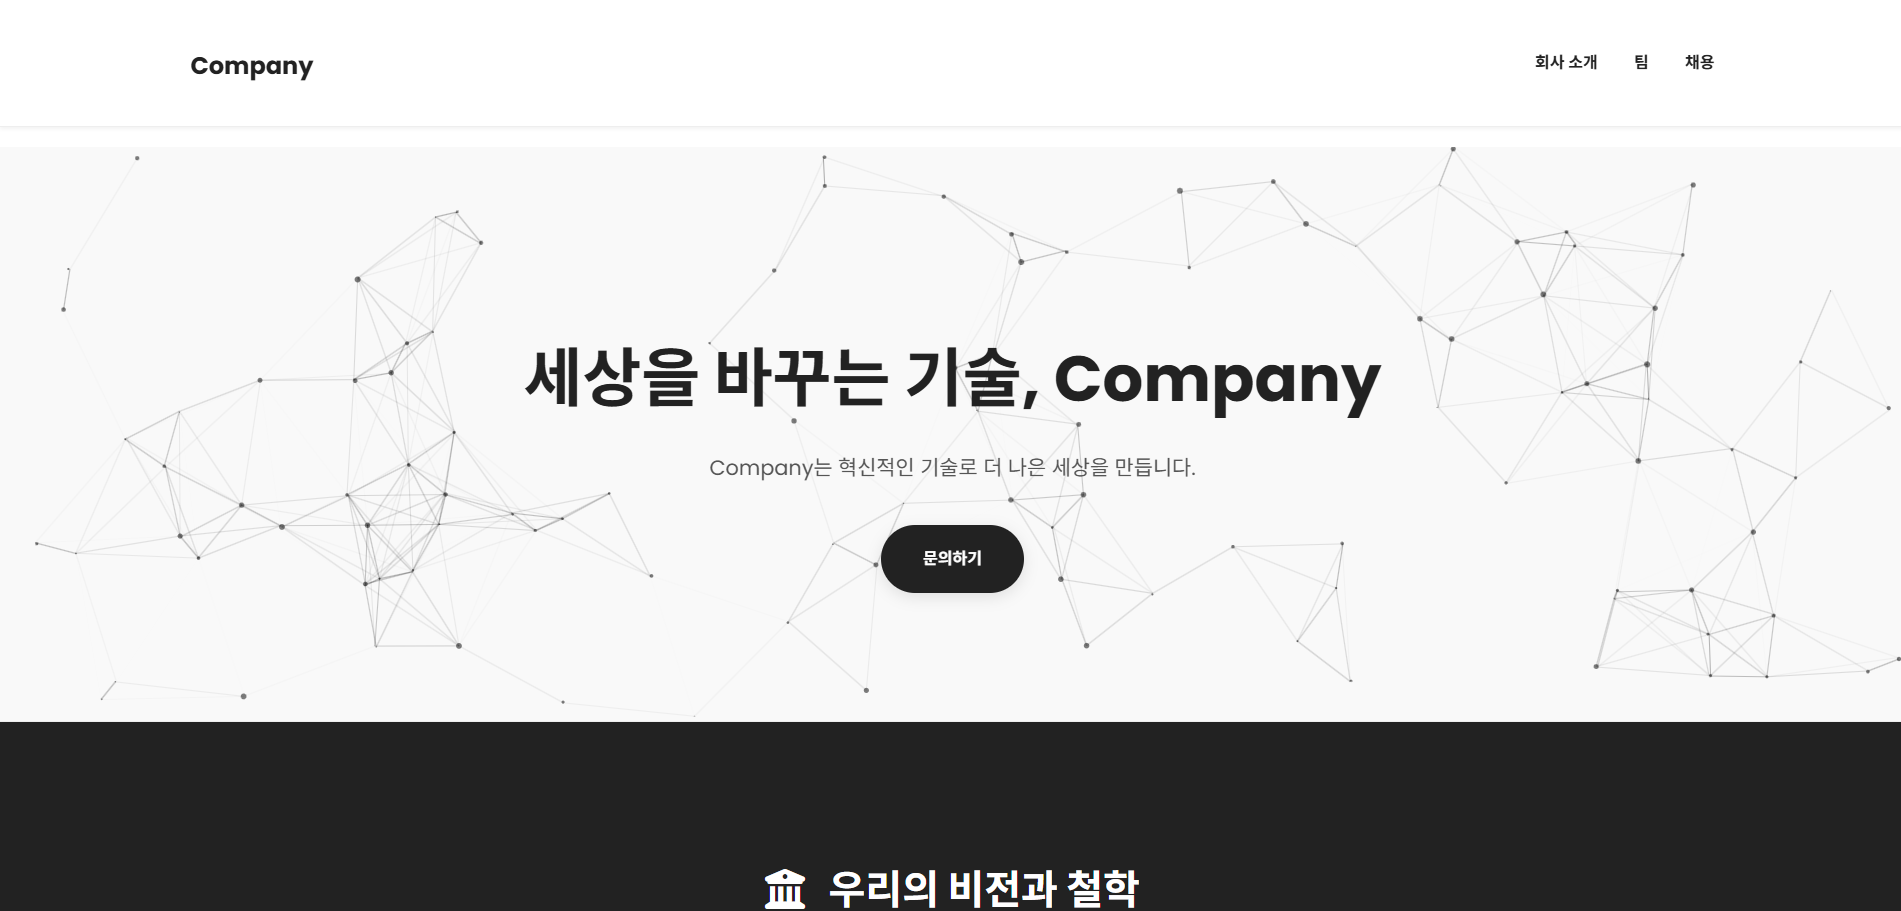 Company
회사 소개 팀 채용
세상을 바꾸는 기술, Company
Company는 혁신적인 기술로 더 나은 세상을 만듭니다.
문의하기
우리의 비전과 철학